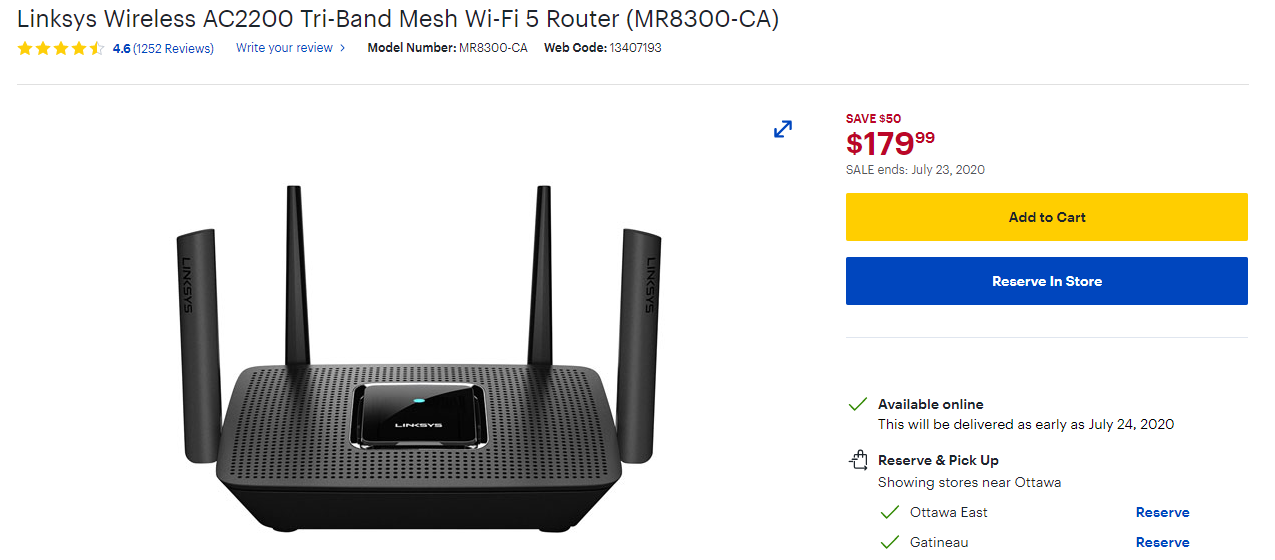 Linksys Wireless AC2200 Tri-Band Mesh Wi-Fi 5 Router (MR8300-CA)
4.6 (1252 Reviews) Write your review > Model Number: MR8300-CA Web Code: 13407193
SAVE $50
$179.99
SALE ends: July 23, 2020
Add to Cart
Reserve In Store
LINKSYS
LINKSYS
LINKSYS
Available online
This will be delivered as early as July 24, 2020
Reserve & Pick Up
Showing stores near Ottawa
Ottawa East Reserve
Gatineau Reserve